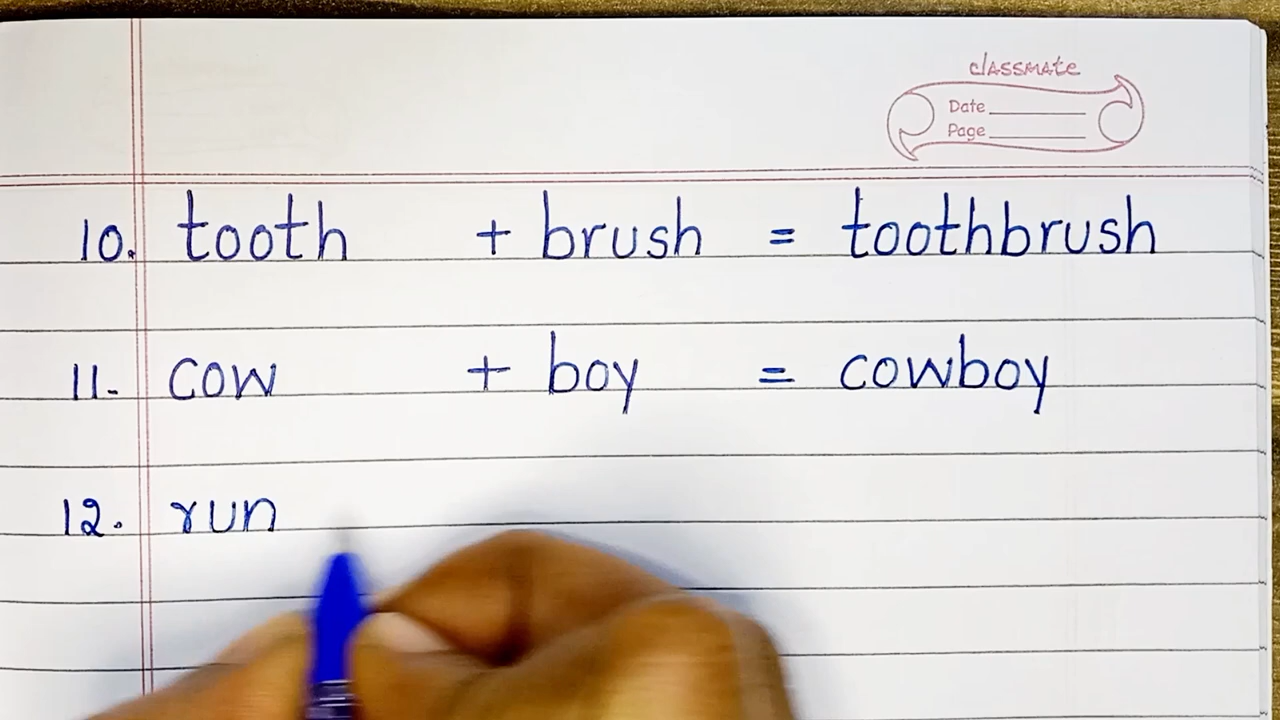 classmate
Date
Page
10. tooth + brush = toothbrush
11. cow + boy = cowboy
12. run